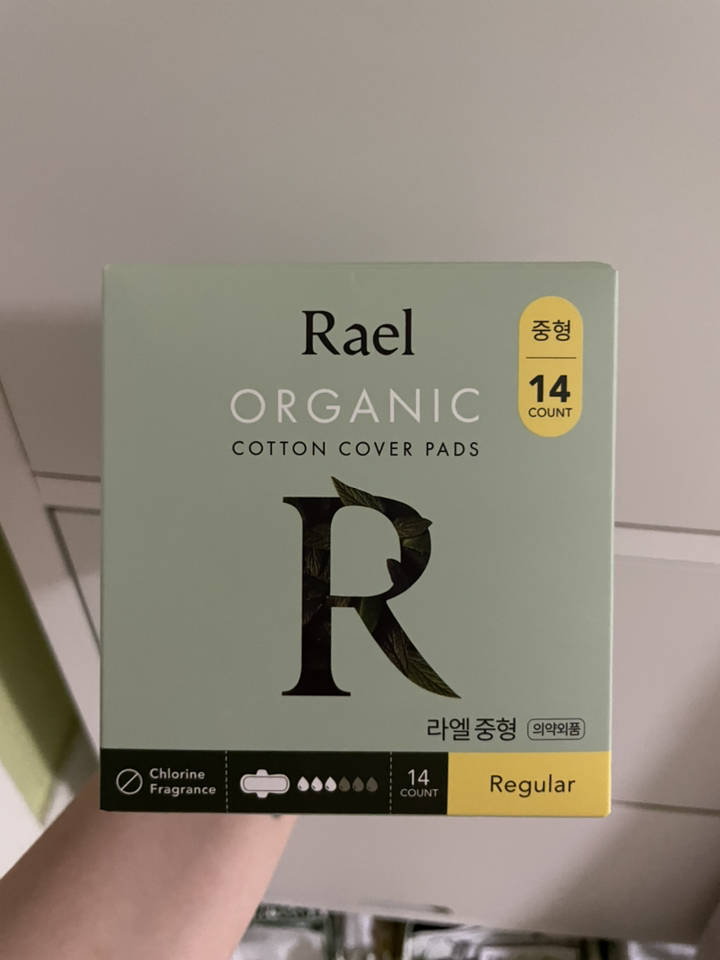 Rael
ORGANIC
COTTON COVER PADS
중형
14
COUNT
R
라엘 중형 의약외품
Chlorine
Fragrance
14
COUNT
Regular